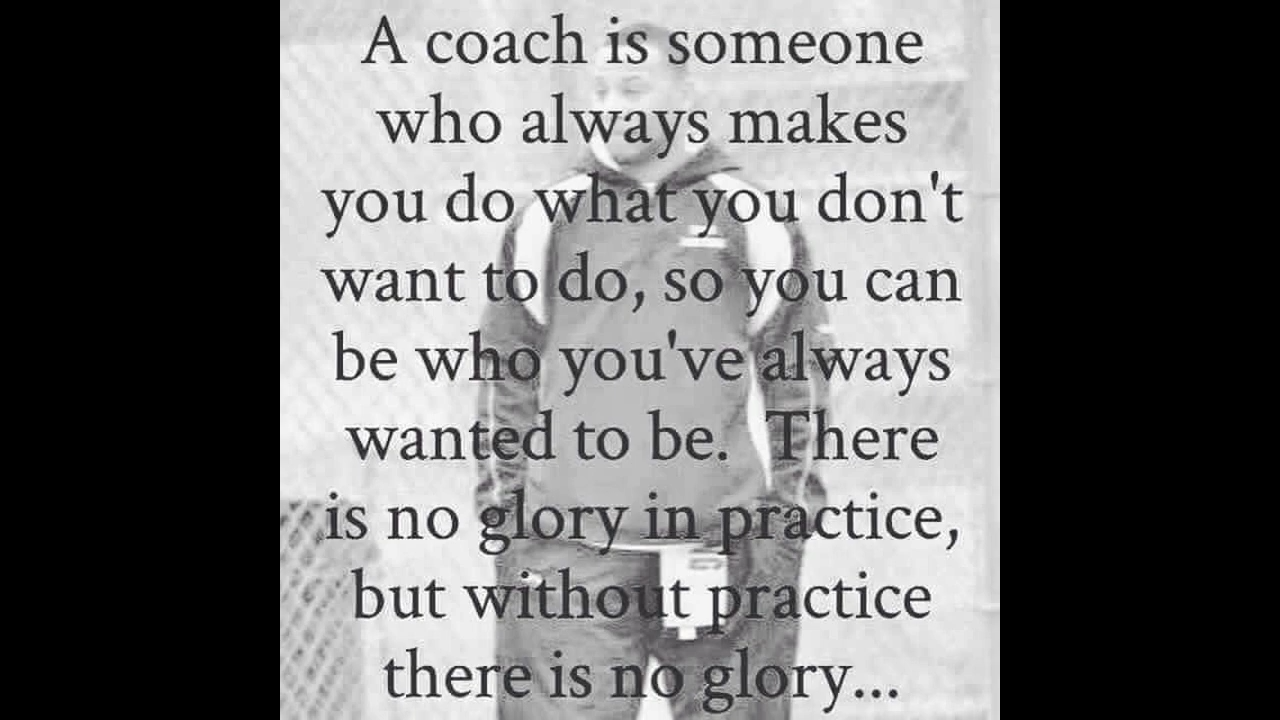 A coach is someone
who always makes
you do what you don't
want to do, so you can
be who you've always
wanted to be.  There
is no glory in practice,
but without practice
there is no glory...